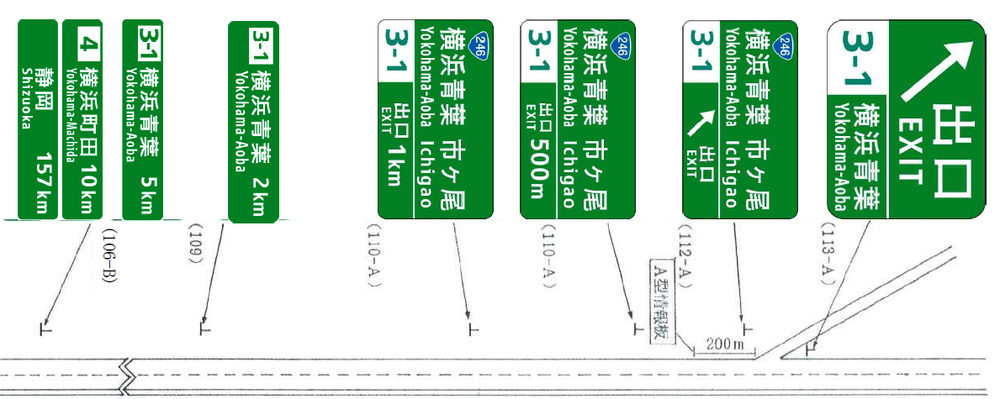 3-1 横浜青葉 5km
Yokohama-Aoba
4 横浜町田 10km
Yokohama-Machida
静岡 157km
Shizuoka
(106-B)
3-1 横浜青葉 2km
Yokohama-Aoba
(109)
246
横浜青葉 市ヶ尾
Yokohama-Aoba Ichigao
3-1 出口 1km
EXIT
(110-A)
246
横浜青葉 市ヶ尾
Yokohama-Aoba Ichigao
3-1 出口 500m
EXIT
(110-A)
246
横浜青葉 市ヶ尾
Yokohama-Aoba Ichigao
3-1 出口
EXIT
(112-A)
出口
EXIT
3-1 横浜青葉
Yokohama-Aoba
(113-A)
A型情報板
200m